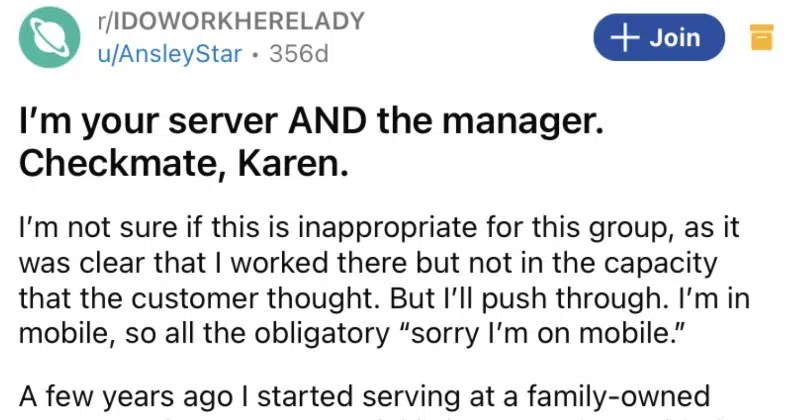 r/IDOWORKHERELADY
u/AnsleyStar • 356d
+ Join
I'm your server AND the manager.
Checkmate, Karen.
I'm not sure if this is inappropriate for this group, as it
was clear that I worked there but not in the capacity
that the customer thought. But I'll push through. I'm in
mobile, so all the obligatory “sorry I'm on mobile.”
A few years ago I started serving at a family-owned